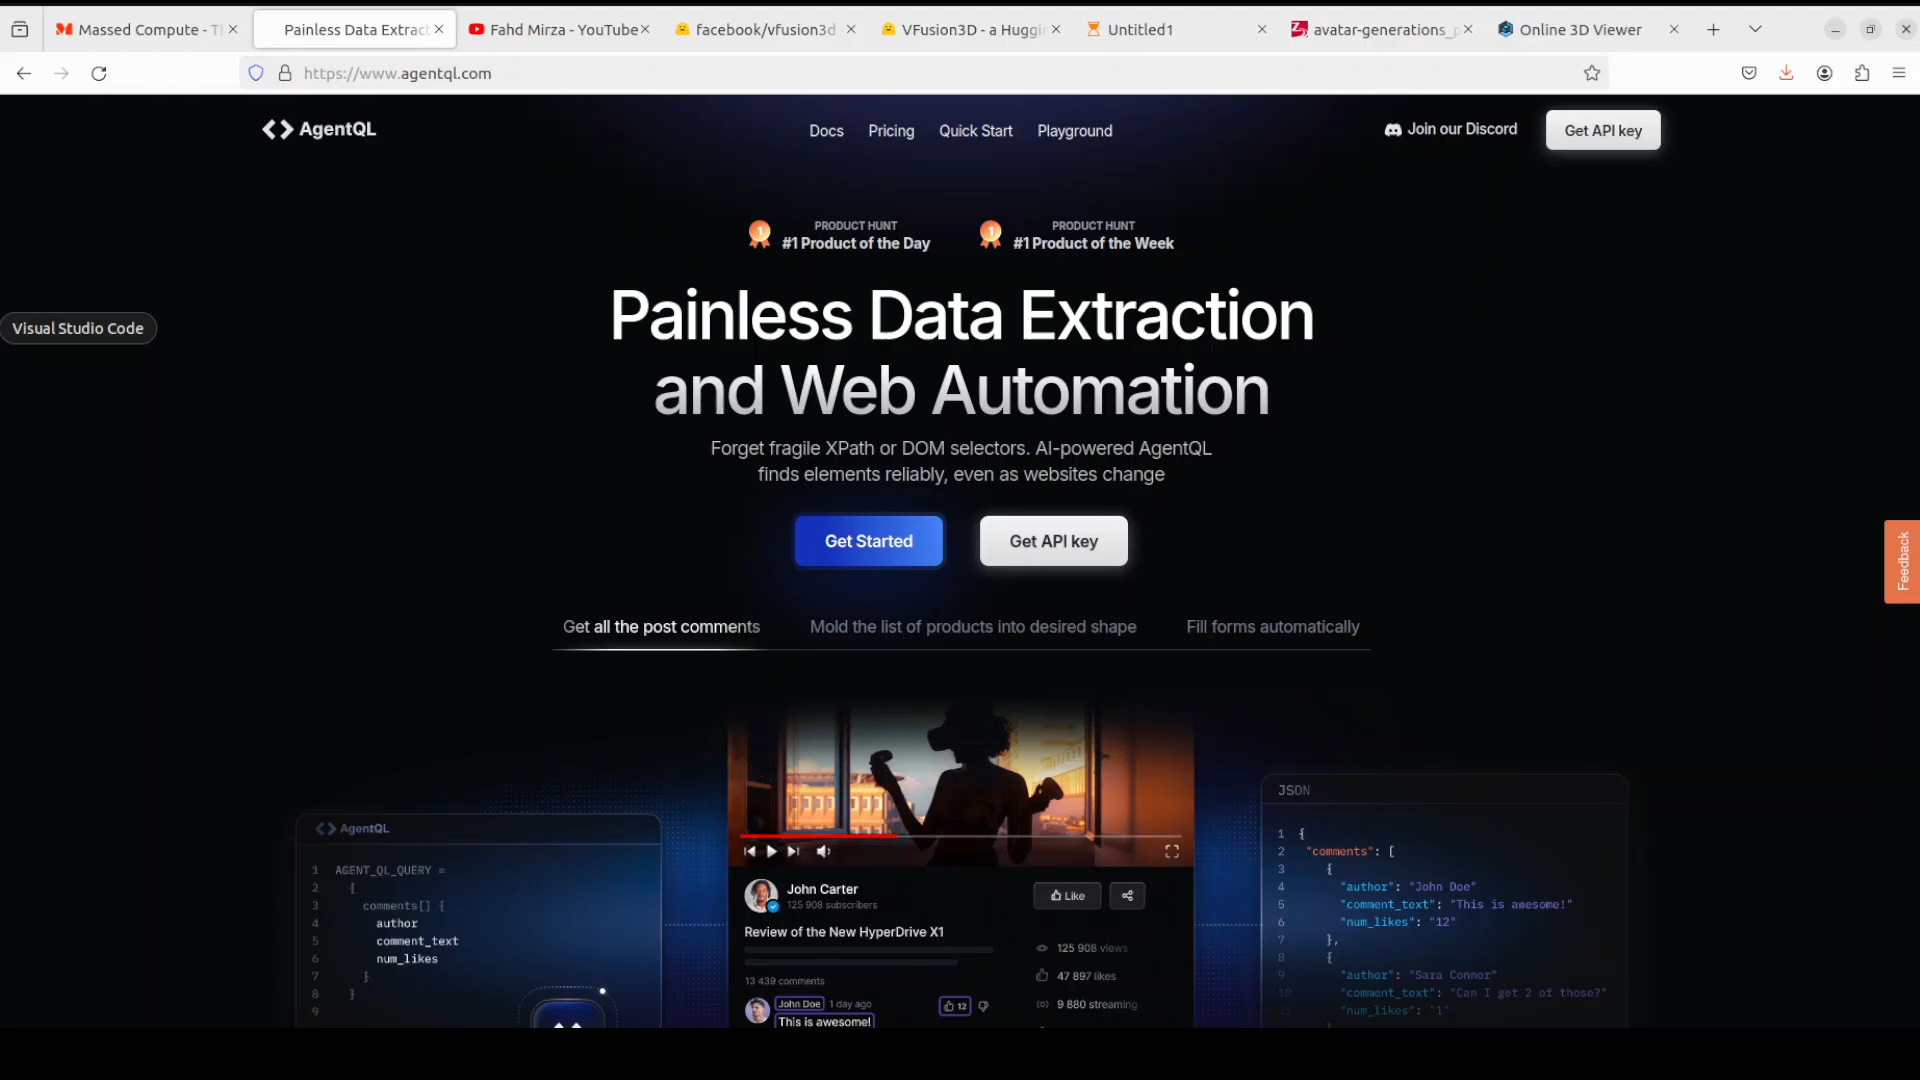 Massed Compute - Th
Painless Data Extract
Fahd Mirza - YouTube
facebook/vfusion3d
VFusion3D - a Huggin
Untitled1
avatar-generations_p
Online 3D Viewer
https://www.agentql.com
AgentQL
Docs
Pricing
Quick Start
Playground
Join our Discord
Get API key
PRODUCT HUNT
#1 Product of the Day
PRODUCT HUNT
#1 Product of the Week
Painless Data Extraction
and Web Automation
Visual Studio Code
Forget fragile XPath or DOM selectors. AI-powered AgentQL
finds elements reliably, even as websites change
Get Started
Get API key
Feedback
Get all the post comments
Mold the list of products into desired shape
Fill forms automatically
AgentQL
1 AGENT_QL_QUERY =
2 {
3 comments[] {
4 author
5 comment_text
6 num_likes
7 }
8 }
9
John Carter
125 908 subscribers
Like
Review of the New HyperDrive X1
125 908 views
47 897 likes
9 880 streaming
13 439 comments
John Doe 1 day ago
12
This is awesome!
JSON
1 {
2 "comments": [
3 {
4 "author": "John Doe"
5 "comment_text": "This is awesome!"
6 "num_likes": "12"
7 },
8 {
9 "author": "Sara Connor"
10 "comment_text": "Can I get 2 of those?"
"num_likes": "1"